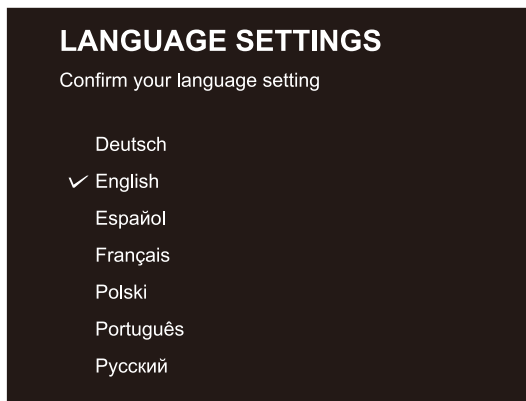 LANGUAGE SETTINGS
Confirm your language setting
Deutsch
✓ English
Espaйol
Français
Polski
Português
Русский